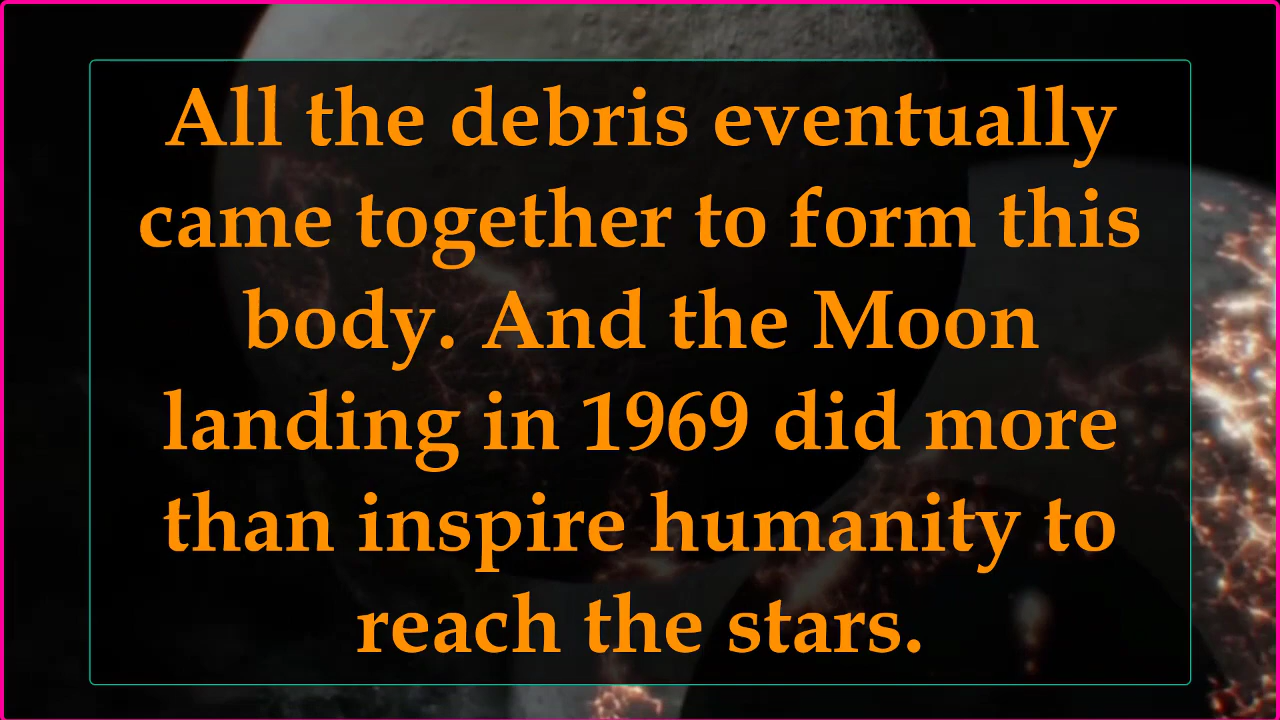 All the debris eventually
came together to form this
body. And the Moon
landing in 1969 did more
than inspire humanity to
reach the stars.